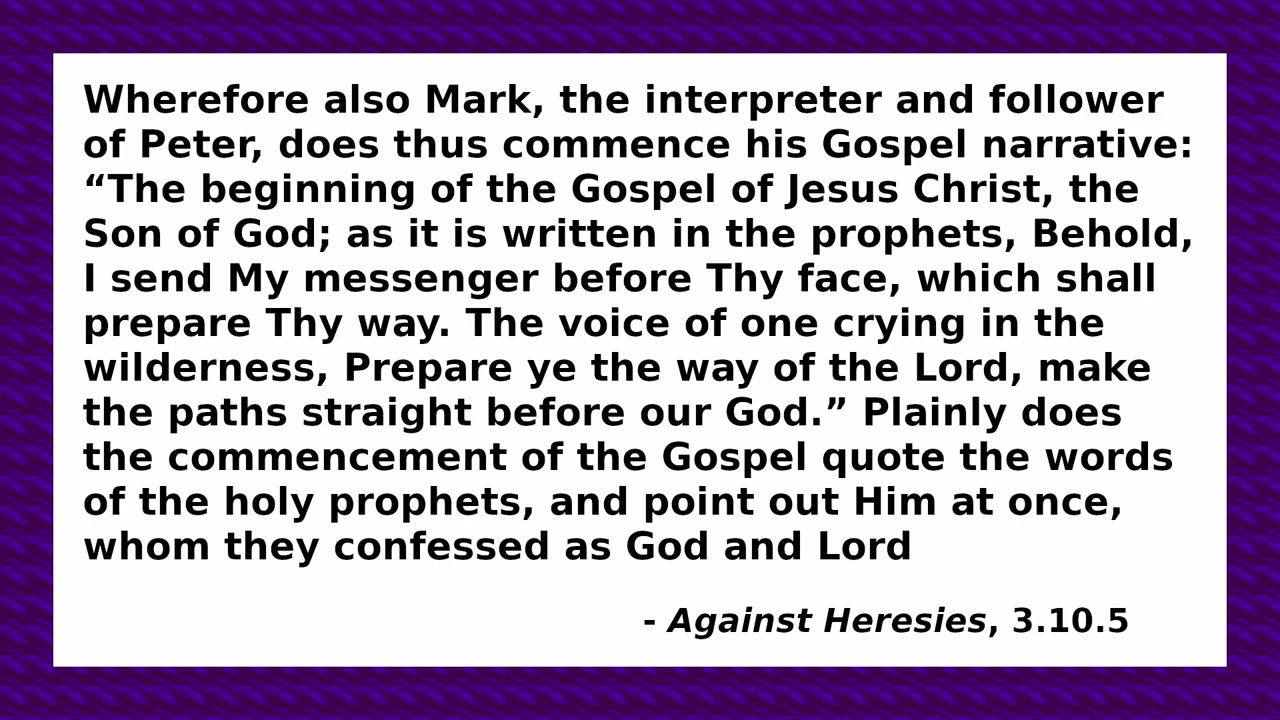 Wherefore also Mark, the interpreter and follower
of Peter, does thus commence his Gospel narrative:
“The beginning of the Gospel of Jesus Christ, the
Son of God; as it is written in the prophets, Behold,
I send My messenger before Thy face, which shall
prepare Thy way. The voice of one crying in the
wilderness, Prepare ye the way of the Lord, make
the paths straight before our God.” Plainly does
the commencement of the Gospel quote the words
of the holy prophets, and point out Him at once,
whom they confessed as God and Lord
- Against Heresies, 3.10.5